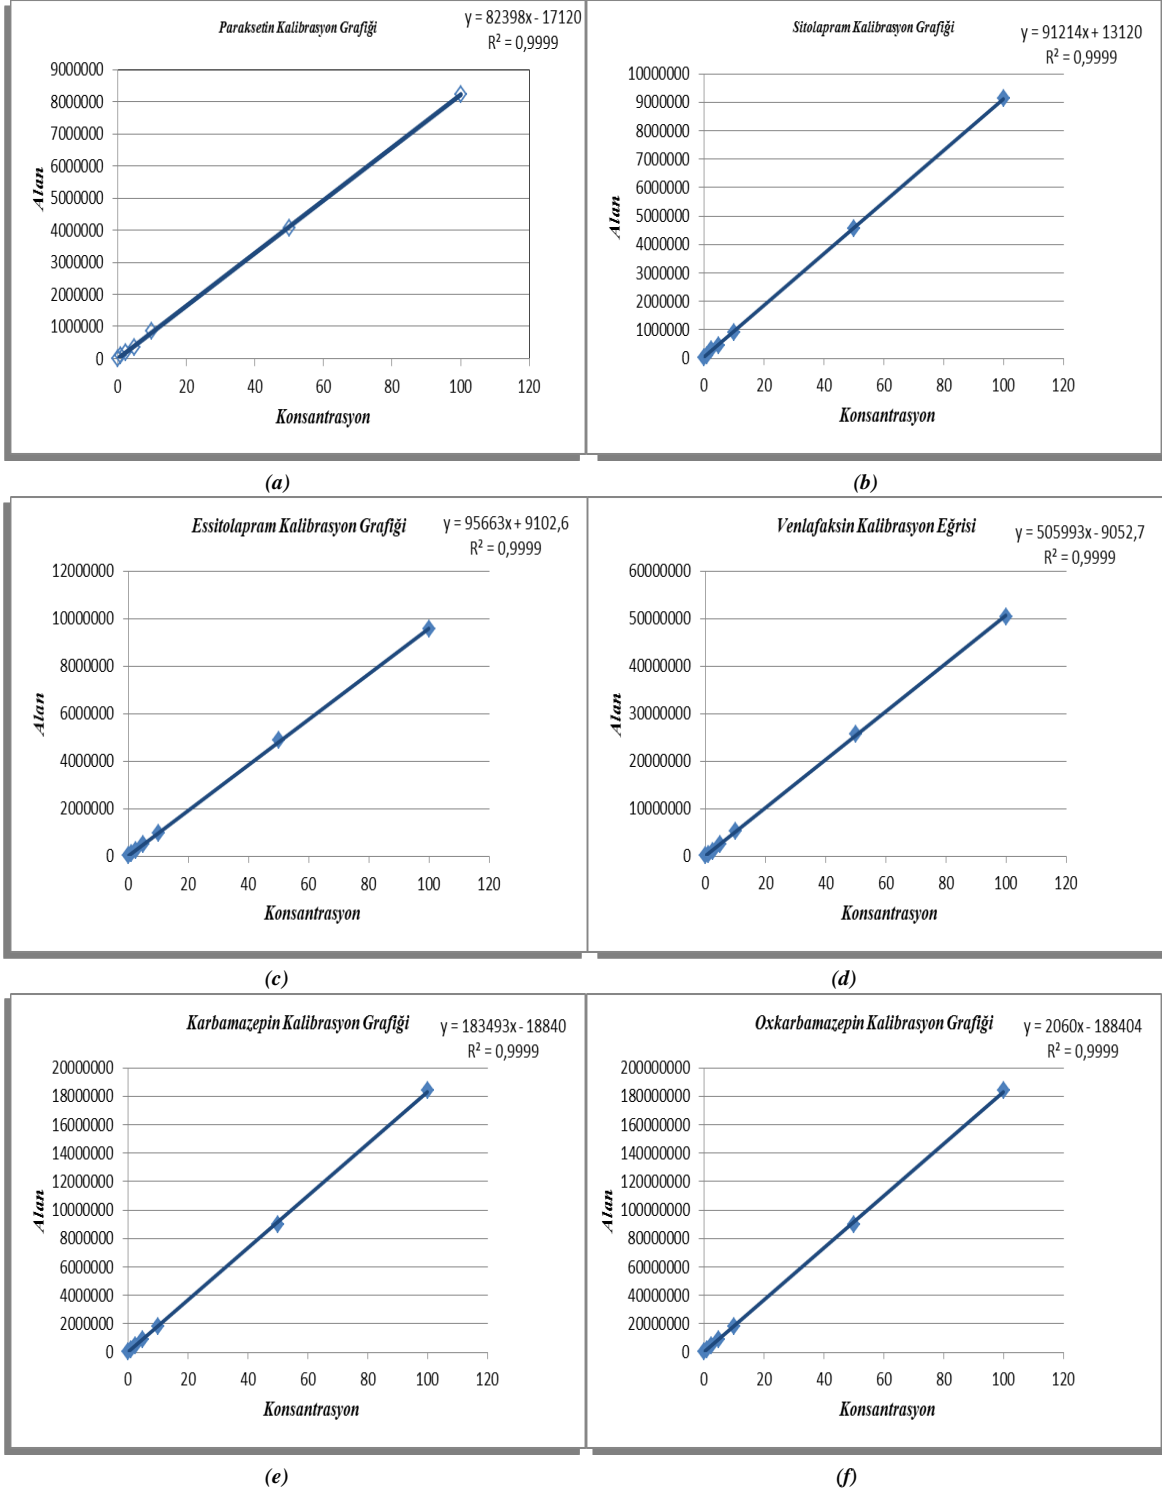 Paraksetin Kalibrasyon Grafiği
y = 82398x - 17120
R² = 0,9999
9000000
8000000
7000000
6000000
5000000
4000000
3000000
2000000
1000000
0
Alan
0 20 40 60 80 100 120
Konsantrasyon
(a)
Sitolapram Kalibrasyon Grafiği
y = 91214x + 13120
R² = 0,9999
10000000
9000000
8000000
7000000
6000000
5000000
4000000
3000000
2000000
1000000
0
Alan
0 20 40 60 80 100 120
Konsantrasyon
(b)
Essitolapram Kalibrasyon Grafiği
y = 95663x + 9102,6
R² = 0,9999
12000000
10000000
8000000
6000000
4000000
2000000
0
Alan
0 20 40 60 80 100 120
Konsantrasyon
(c)
Venlafaksin Kalibrasyon Eğrisi
y = 505993x - 9052,7
R² = 0,9999
60000000
50000000
40000000
30000000
20000000
10000000
0
Alan
0 20 40 60 80 100 120
Konsantrasyon
(d)
Karbamazepin Kalibrasyon Grafiği
y = 183493x - 18840
R² = 0,9999
20000000
18000000
16000000
14000000
12000000
10000000
8000000
6000000
4000000
2000000
0
Alan
0 20 40 60 80 100 120
Konsantrasyon
(e)
Oxkarbamazepin Kalibrasyon Grafiği
y = 2060x - 188404
R² = 0,9999
200000000
180000000
160000000
140000000
120000000
100000000
80000000
60000000
40000000
20000000
0
Alan
0 20 40 60 80 100 120
Konsantrasyon
(f)